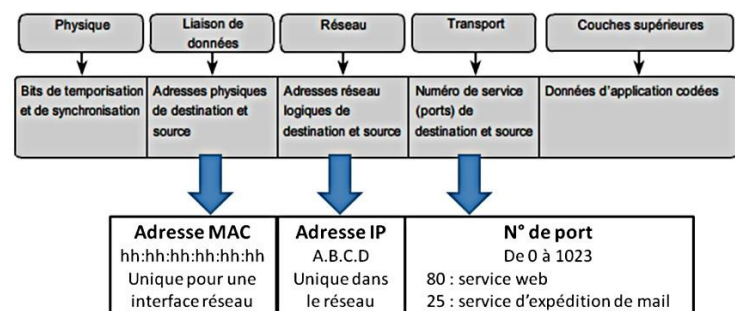 Physique
Liaison de
données
Réseau
Transport
Couches supérieures
Bits de temporisation
et de synchronisation
Adresses physiques
de destination et
source
Adresses réseau
logiques de
destination et source
Numéro de service
(ports) de
destination et source
Données d'application codées
Adresse MAC
hh:hh:hh:hh:hh:hh
Unique pour une
interface réseau
Adresse IP
A.B.C.D
Unique dans
le réseau
N° de port
De 0 à 1023
80 : service web
25 : service d'expédition de mail